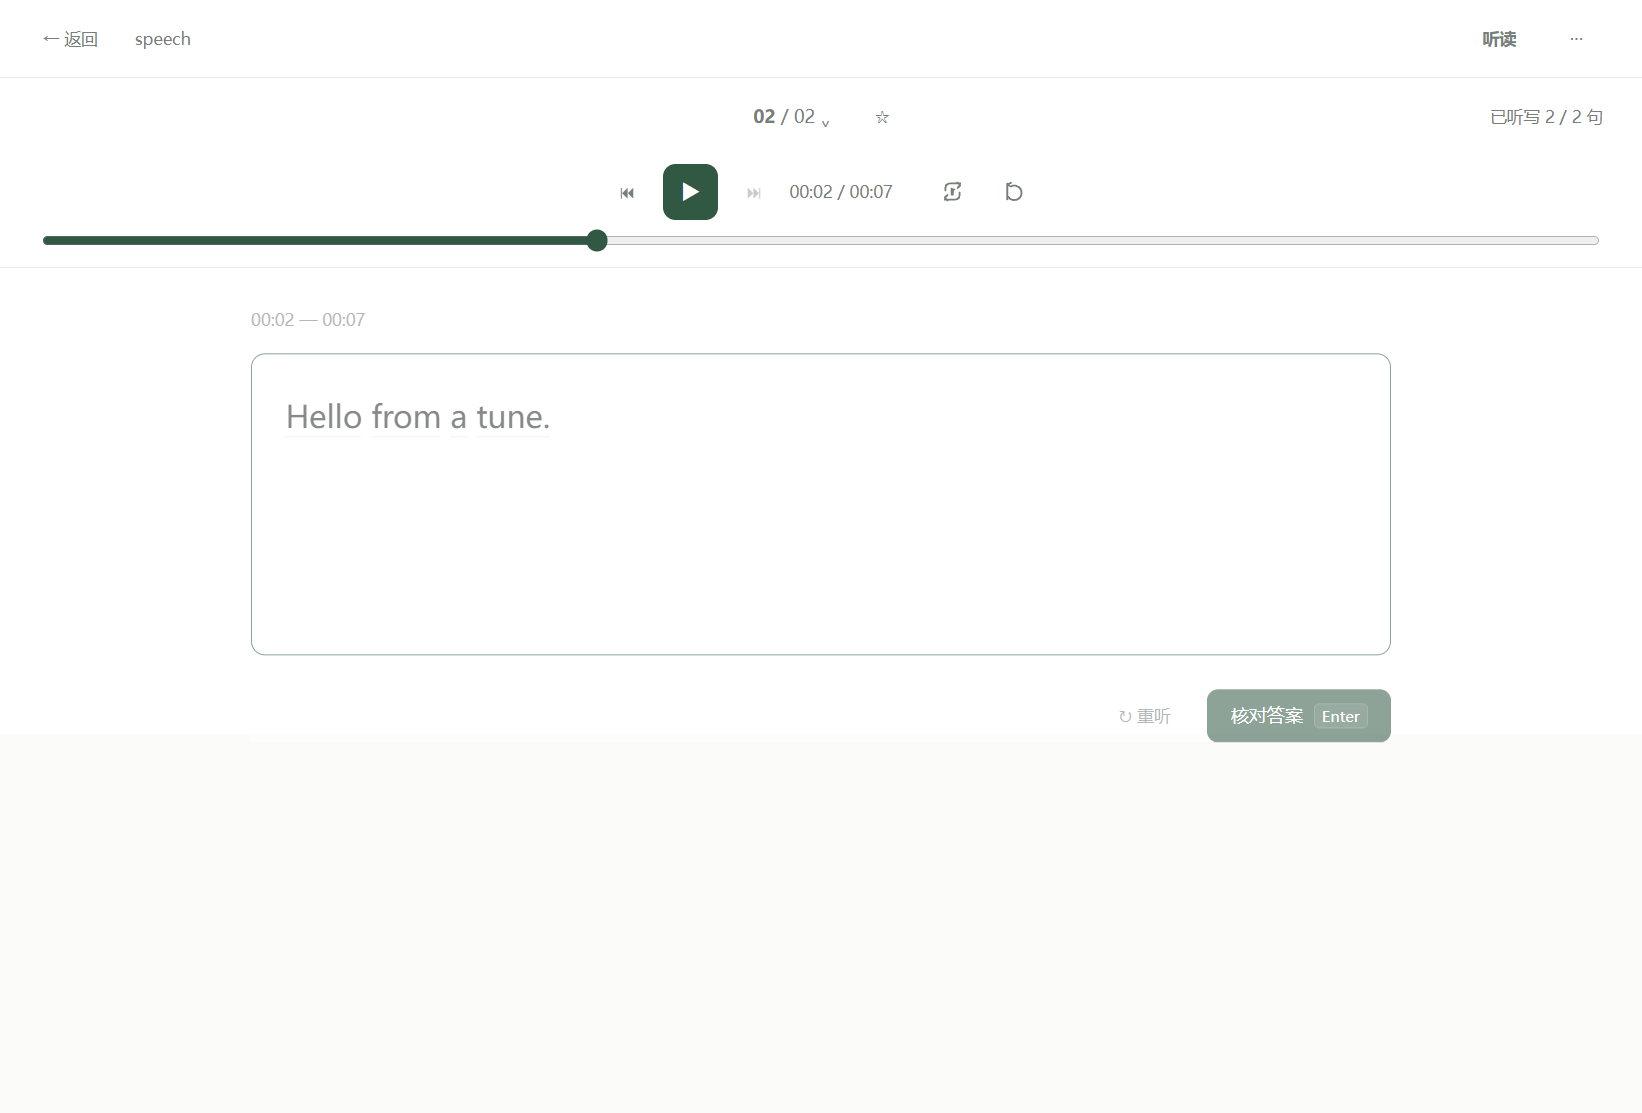 ← 返回 speech 听读 ···
02 / 02 ˅ ☆ 已听写 2 / 2 句
00:02 / 00:07
00:02 — 00:07
Hello from a tune.
↻ 重听 核对答案 Enter